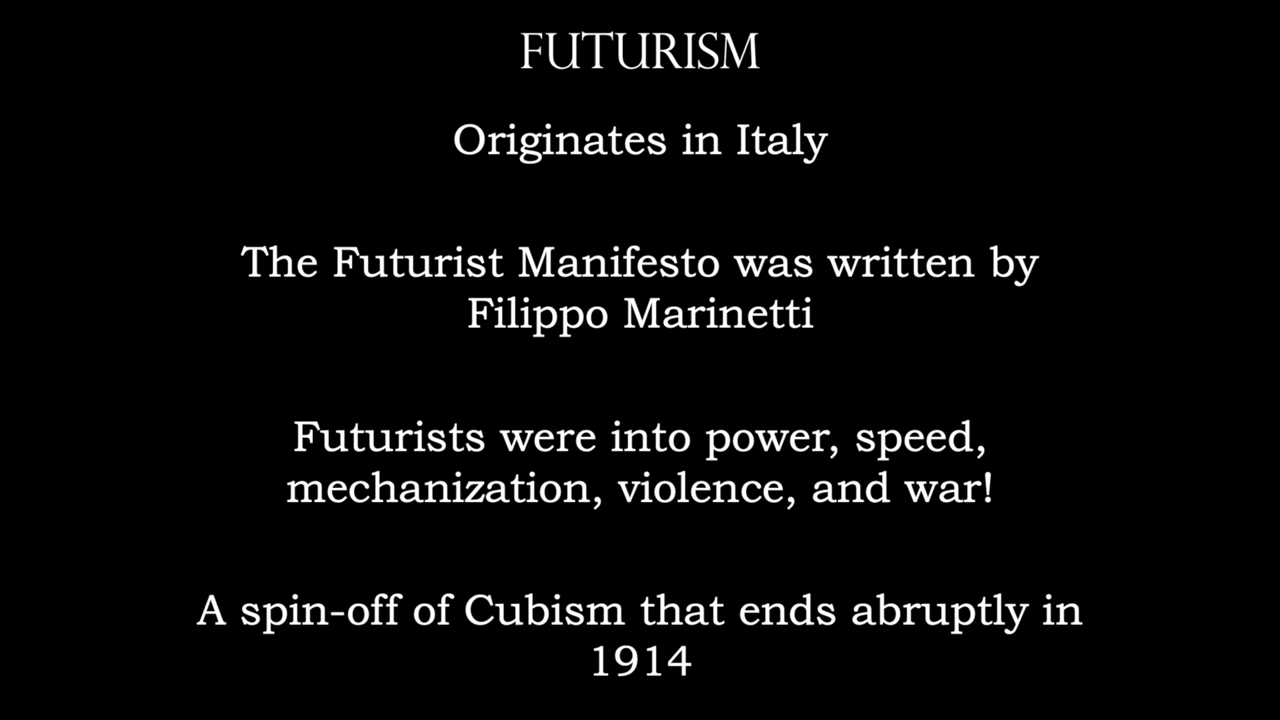 FUTURISM
Originates in Italy
The Futurist Manifesto was written by
Filippo Marinetti
Futurists were into power, speed,
mechanization, violence, and war!
A spin-off of Cubism that ends abruptly in
1914